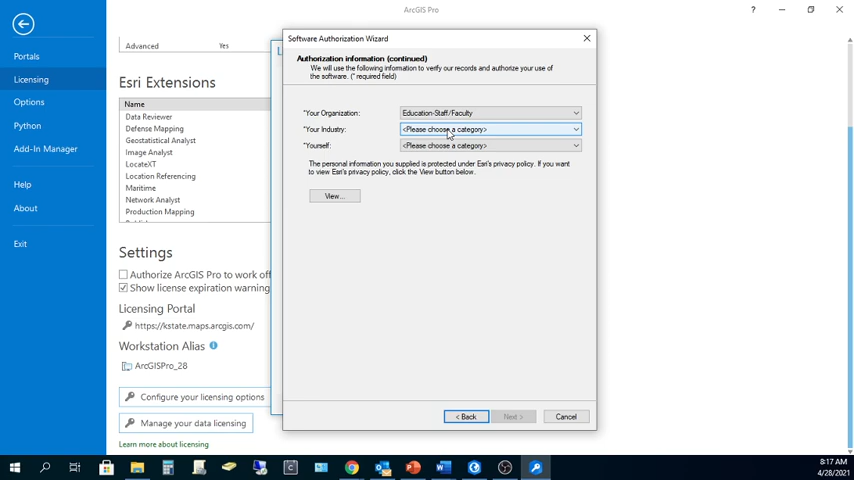 ArcGIS Pro
?
Portals
Licensing
Options
Python
Add-In Manager
Help
About
Exit
Advanced Yes
Esri Extensions
Name
Data Reviewer
Defense Mapping
Geostatistical Analyst
Image Analyst
LocateXT
Location Referencing
Maritime
Network Analyst
Production Mapping
Settings
Authorize ArcGIS Pro to work off
Show license expiration warning
Licensing Portal
https://kstate.maps.arcgis.com/
Workstation Alias
ArcGISPro_28
Configure your licensing options
Manage your data licensing
Learn more about licensing
Software Authorization Wizard
Authorization information (continued)
We will use the following information to verify our records and authorize your use of
the software. (* required field)
*Your Organization: Education-Staff/Faculty
*Your Industry: <Please choose a category>
*Yourself: <Please choose a category>
The personal information you supplied is protected under Esri's privacy policy. If you want
to view Esri's privacy policy, click the View button below.
View...
< Back
Next >
Cancel
8:17 AM
4/28/2021